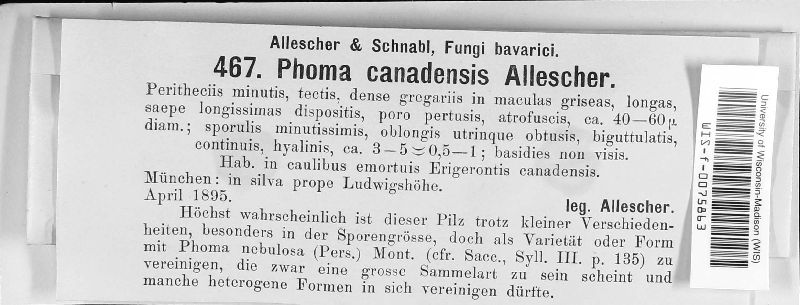 Allescher & Schnabl, Fungi bavarici.
467. Phoma canadensis Allescher.
Peritheciis minutis, tectis, dense gregariis in maculas griseas, longas,
saepe longissimas dispositis, poro pertusis, atrofuscis, ca. 40–60 μ
diam.; sporulis minutissimis, oblongis utrinque obtusis, biguttulatis,
continuis, hyalinis, ca. 3–5≍0,5–1; basidies non visis.
Hab. in caulibus emortuis Erigerontis canadensis.
München: in silva prope Ludwigshöhe.
April 1895.
leg. Allescher.
Höchst wahrscheinlich ist dieser Pilz trotz kleiner Verschieden-
heiten, besonders in der Sporengrösse, doch als Varietät oder Form
mit Phoma nebulosa (Pers.) Mont. (cfr. Sacc., Syll. III. p. 135) zu
vereinigen, die zwar eine grosse Sammelart zu sein scheint und
manche heterogene Formen in sich vereinigen dürfte.
University of Wisconsin-Madison (WIS)
WIS-f-0075863